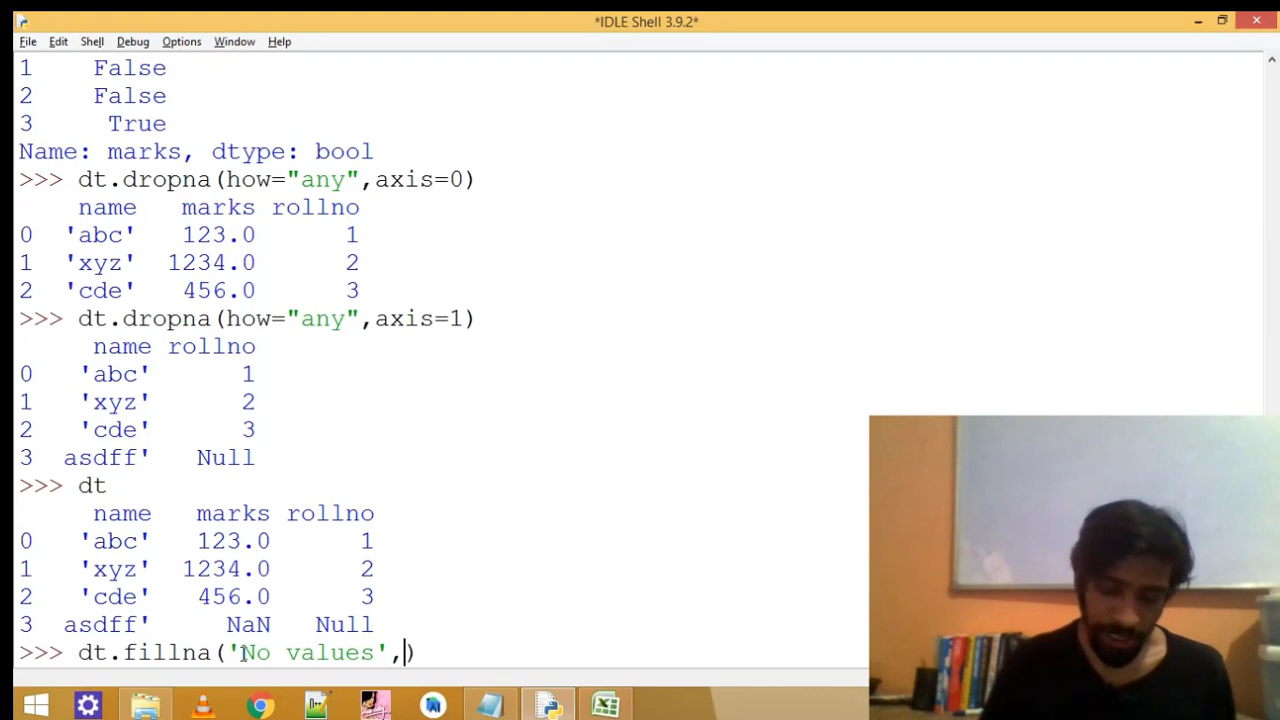 *IDLE Shell 3.9.2*
File Edit Shell Debug Options Window Help
1 False
2 False
3 True
Name: marks, dtype: bool
>>> dt.dropna(how="any",axis=0)
name marks rollno
0 'abc' 123.0 1
1 'xyz' 1234.0 2
2 'cde' 456.0 3
>>> dt.dropna(how="any",axis=1)
name rollno
0 'abc' 1
1 'xyz' 2
2 'cde' 3
3 asdff' Null
>>> dt
name marks rollno
0 'abc' 123.0 1
1 'xyz' 1234.0 2
2 'cde' 456.0 3
3 asdff' NaN Null
>>> dt.fillna('No values',)